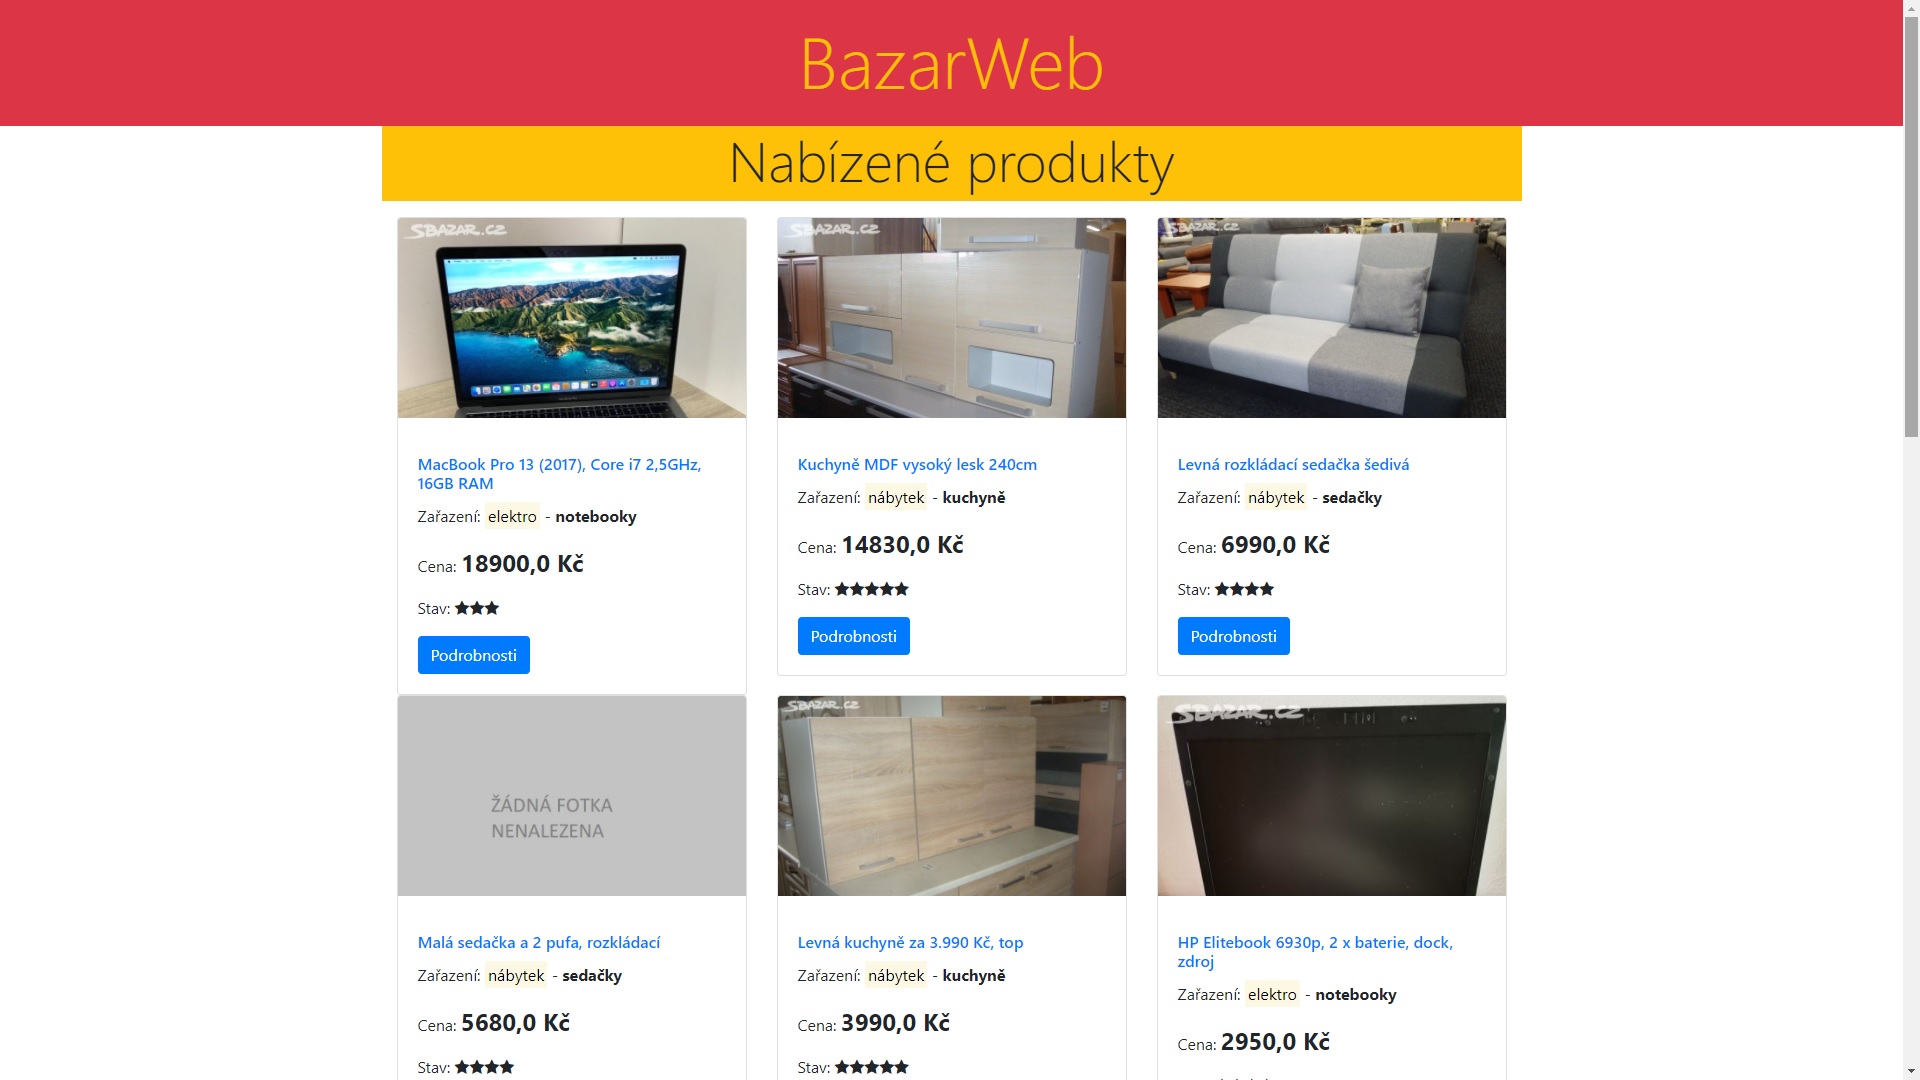 BazarWeb
Nabízené produkty
SBAZAR.CZ
SBAZAR.CZ
SBAZAR.CZ
MacBook Pro 13 (2017), Core i7 2,5GHz,
16GB RAM
Zařazení: elektro - notebooky
Cena: 18900,0 Kč
Stav: ★★★
Podrobnosti
Kuchyně MDF vysoký lesk 240cm
Zařazení: nábytek - kuchyně
Cena: 14830,0 Kč
Stav: ★★★★★
Podrobnosti
Levná rozkládací sedačka šedivá
Zařazení: nábytek - sedačky
Cena: 6990,0 Kč
Stav: ★★★★
Podrobnosti
ŽÁDNÁ FOTKA
NENALEZENA
SBAZAR.CZ
SBAZAR.CZ
Malá sedačka a 2 pufa, rozkládací
Zařazení: nábytek - sedačky
Cena: 5680,0 Kč
Stav: ★★★★
Levná kuchyně za 3.990 Kč, top
Zařazení: nábytek - kuchyně
Cena: 3990,0 Kč
Stav: ★★★★★
HP Elitebook 6930p, 2 x baterie, dock,
zdroj
Zařazení: elektro - notebooky
Cena: 2950,0 Kč